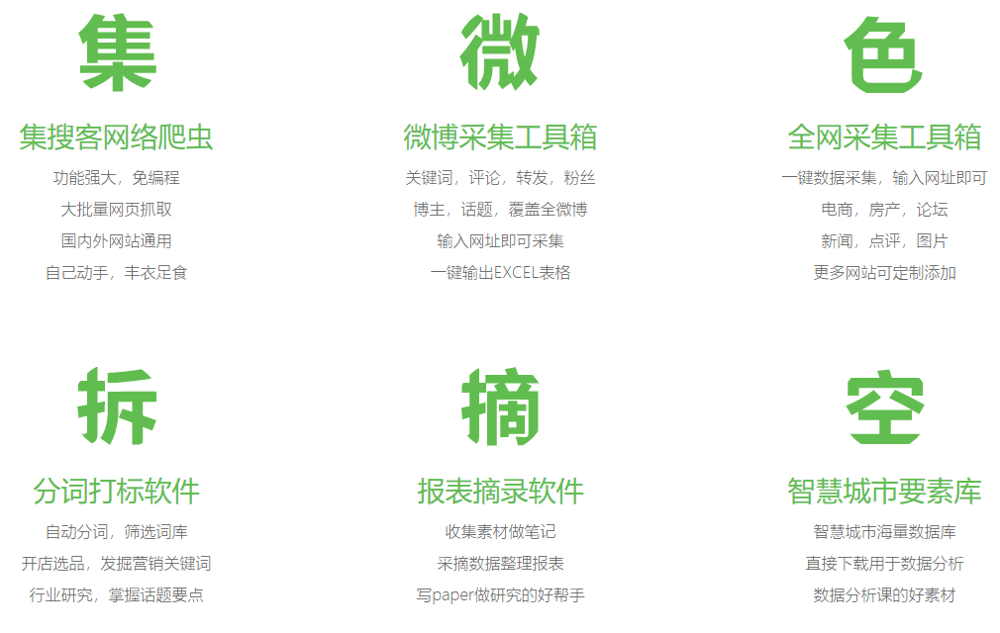 集
集搜客网络爬虫
功能强大，免编程
大批量网页抓取
国内外网站通用
自己动手，丰衣足食
微
微博采集工具箱
关键词，评论，转发，粉丝
博主，话题，覆盖全微博
输入网址即可采集
一键输出EXCEL表格
色
全网采集工具箱
一键数据采集，输入网址即可
电商，房产，论坛
新闻，点评，图片
更多网站可定制添加
拆
分词打标软件
自动分词，筛选词库
开店选品，发掘营销关键词
行业研究，掌握话题要点
摘
报表摘录软件
收集素材做笔记
采摘数据整理报表
写paper做研究的好帮手
空
智慧城市要素库
智慧城市海量数据库
直接下载用于数据分析
数据分析课的好素材